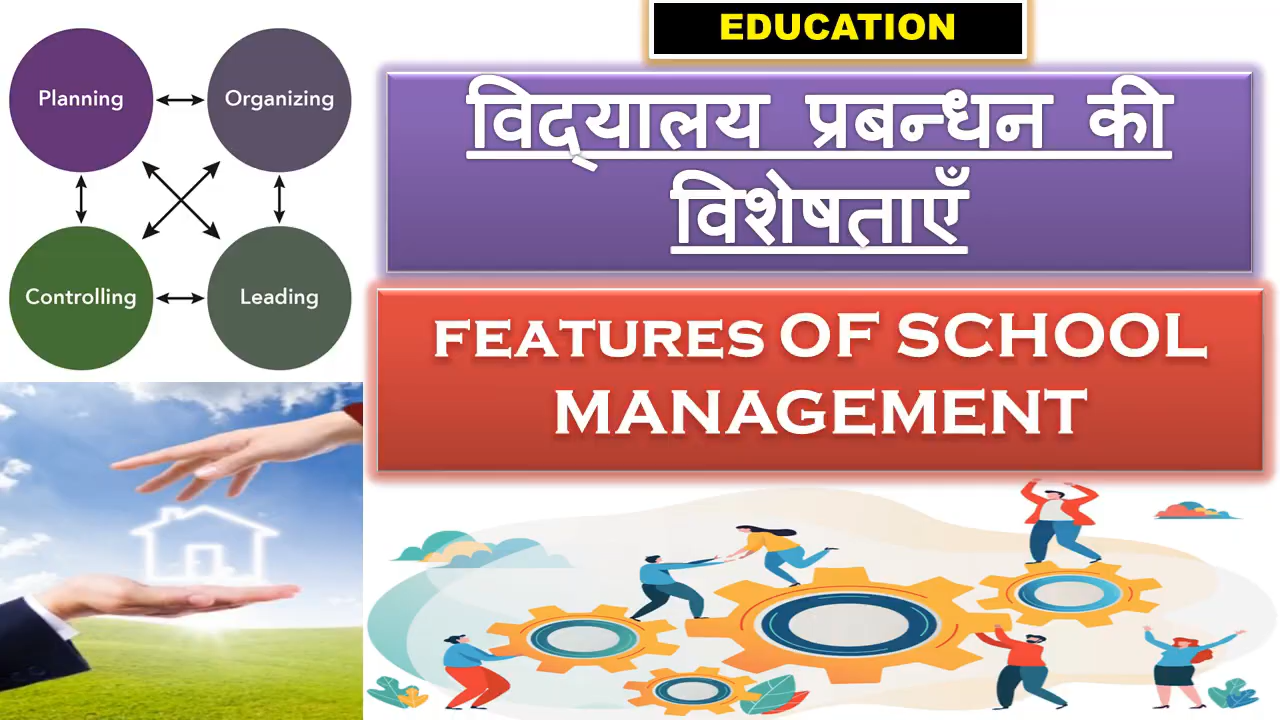 EDUCATION
Planning
Organizing
Controlling
Leading
विद्यालय प्रबन्धन की
विशेषताएँ
FEATURES OF SCHOOL
MANAGEMENT